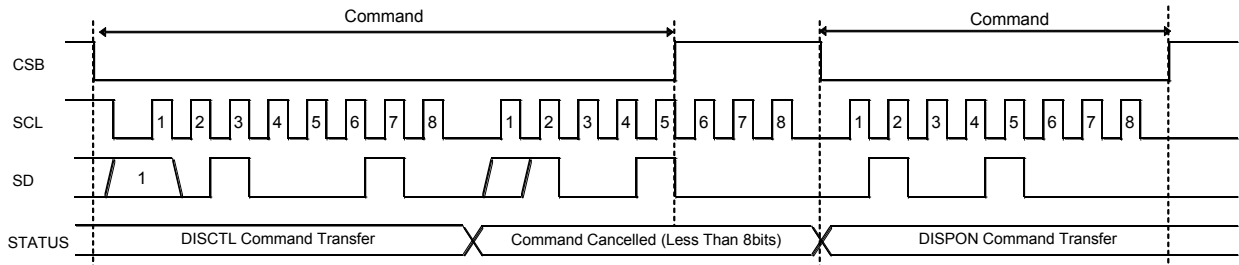 Command Command
CSB
SCL 1 2 3 4 5 6 7 8 1 2 3 4 5 6 7 8 1 2 3 4 5 6 7 8
SD 1
STATUS DISCTL Command Transfer Command Cancelled (Less Than 8bits) DISPON Command Transfer